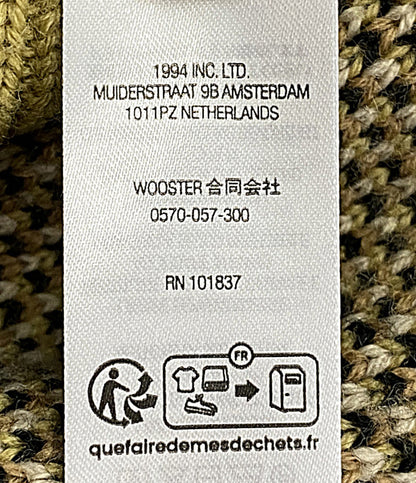 1994 INC. LTD.
MUIDERSTRAAT 9B AMSTERDAM
1011PZ NETHERLANDS
WOOSTER 合同会社
0570-057-300
RN 101837
FR
quefairedemesdechets.fr